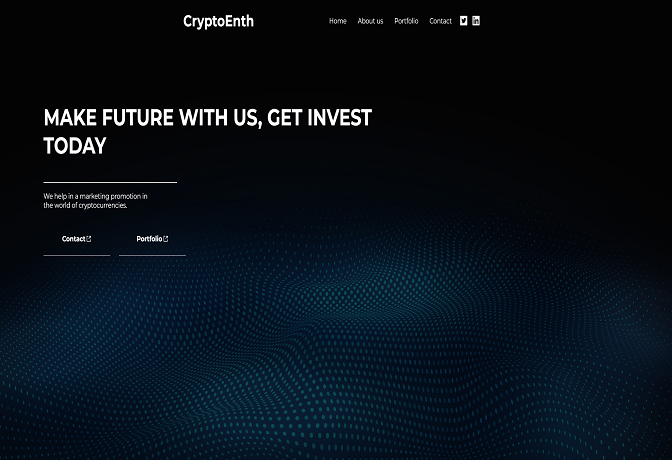 CryptoEnth
Home About us Portfolio Contact
MAKE FUTURE WITH US, GET INVEST
TODAY
We help in a marketing promotion in
the world of cryptocurrencies.
Contact Portfolio